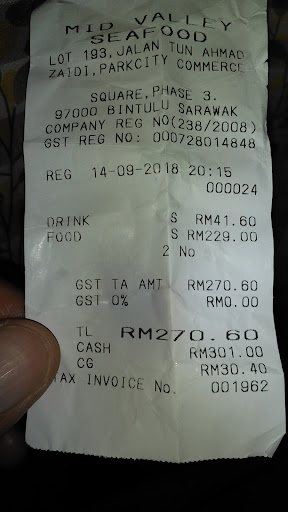 MID VALLEY
SEAFOOD
LOT 193,JALAN TUN AHMAD
ZAIDI,PARKCITY COMMERCE
SQUARE,PHASE 3.
97000 BINTULU SARAWAK
COMPANY REG NO(238/2008)
GST REG NO: 000728014848
REG 14-09-2018 20:15
000024
DRINK S RM41.60
FOOD S RM229.00
2 No
GST TA AMT RM270.60
GST 0% RM0.00
TL RM270.60
CASH RM301.00
CG RM30.40
TAX INVOICE No. 001962